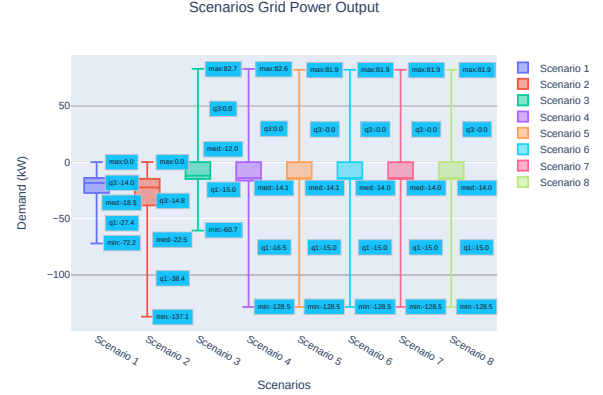 Scenarios Grid Power Output
Demand (kW)
50
0
−50
−100
max:0.0
q3:-14.0
med:-18.5
q1:-27.4
min:-72.2
max:0.0
q3:-14.8
med:-22.5
q1:-38.4
min:-137.1
max:82.7
q3:0.0
med:-12.0
q1:-15.0
min:-60.7
max:82.6
q3:0.0
med:-14.1
q1:-16.5
min:-128.5
max:81.9
q3:-0.0
med:-14.1
q1:-15.0
min:-128.5
max:81.9
q3:-0.0
med:-14.0
q1:-15.0
min:-128.5
max:81.9
q3:-0.0
med:-14.0
q1:-15.0
min:-128.5
max:81.9
q3:-0.0
med:-14.0
q1:-15.0
min:-128.5
Scenario 1
Scenario 2
Scenario 3
Scenario 4
Scenario 5
Scenario 6
Scenario 7
Scenario 8
Scenarios
Scenario 1
Scenario 2
Scenario 3
Scenario 4
Scenario 5
Scenario 6
Scenario 7
Scenario 8